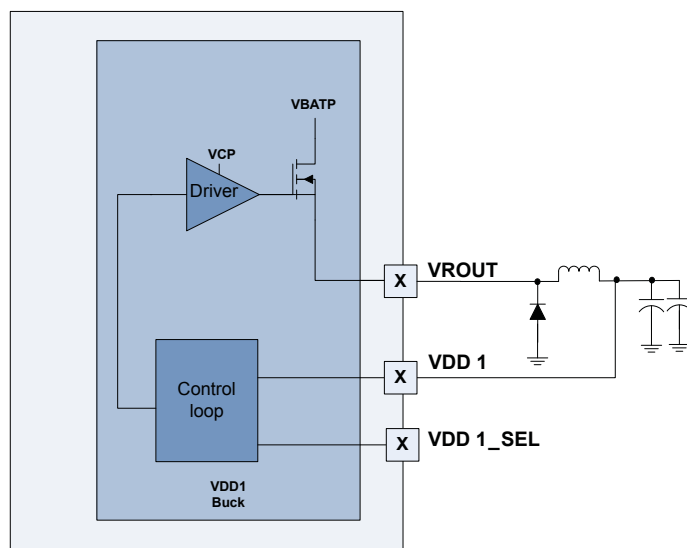 VBATP
VCP
Driver
X
VROUT
X
VDD 1
Control
loop
X
VDD 1_SEL
VDD1
Buck